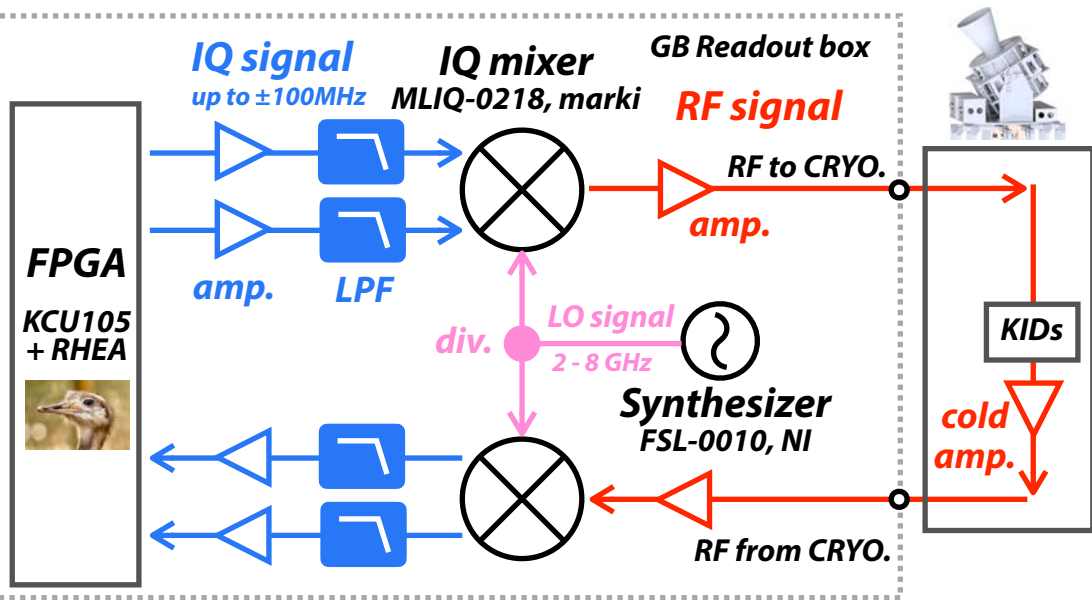 IQ signal
up to ±100MHz
IQ mixer
MLIQ-0218, marki
GB Readout box
RF signal
RF to CRYO.
amp.
amp.
LPF
FPGA
KCU105
+ RHEA
div.
LO signal
2 - 8 GHz
Synthesizer
FSL-0010, NI
KIDs
cold
amp.
RF from CRYO.